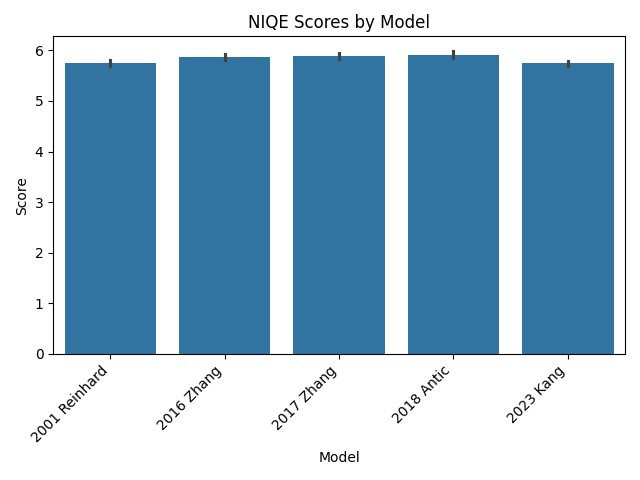 NIQE Scores by Model
Score
6
5
4
3
2
1
0
2001 Reinhard
2016 Zhang
2017 Zhang
2018 Antic
2023 Kang
Model